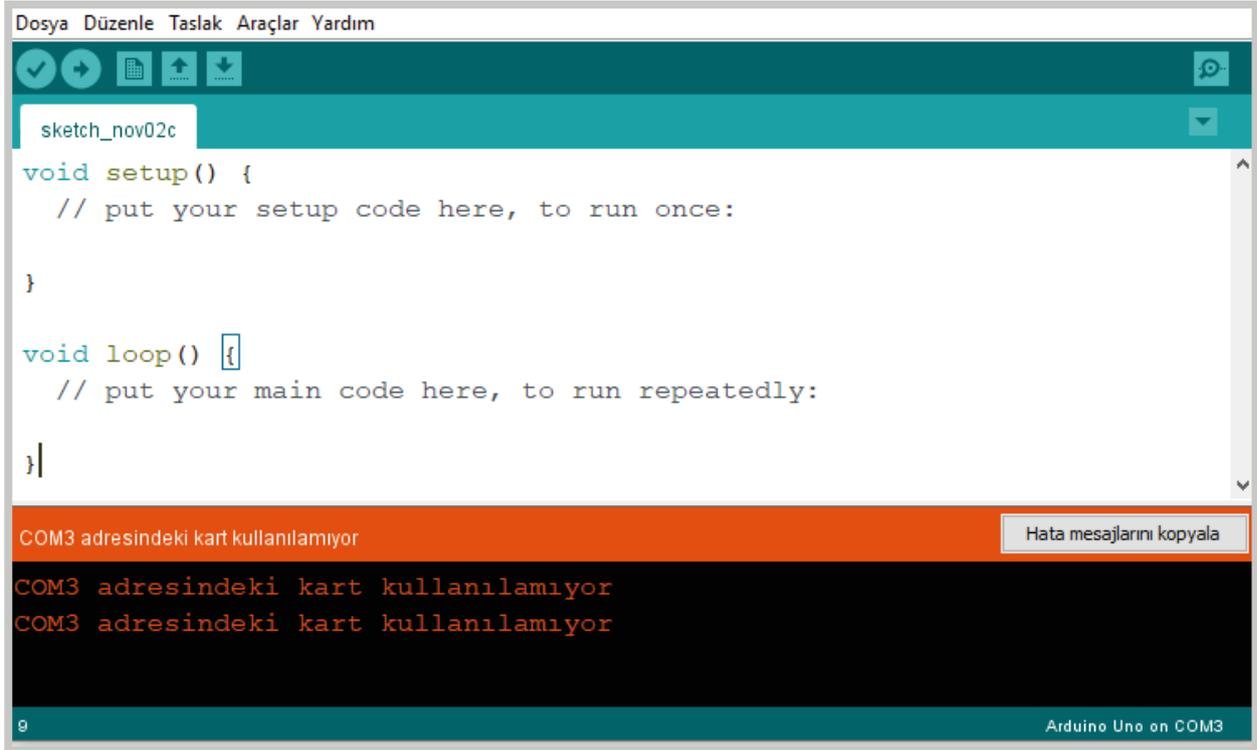 Dosya Düzenle Taslak Araçlar Yardım
sketch_nov02c
void setup() {
  // put your setup code here, to run once:
}
void loop() {
  // put your main code here, to run repeatedly:
}
COM3 adresindeki kart kullanılamıyor
Hata mesajlarını kopyala
COM3 adresindeki kart kullanılamıyor
COM3 adresindeki kart kullanılamıyor
9
Arduino Uno on COM3